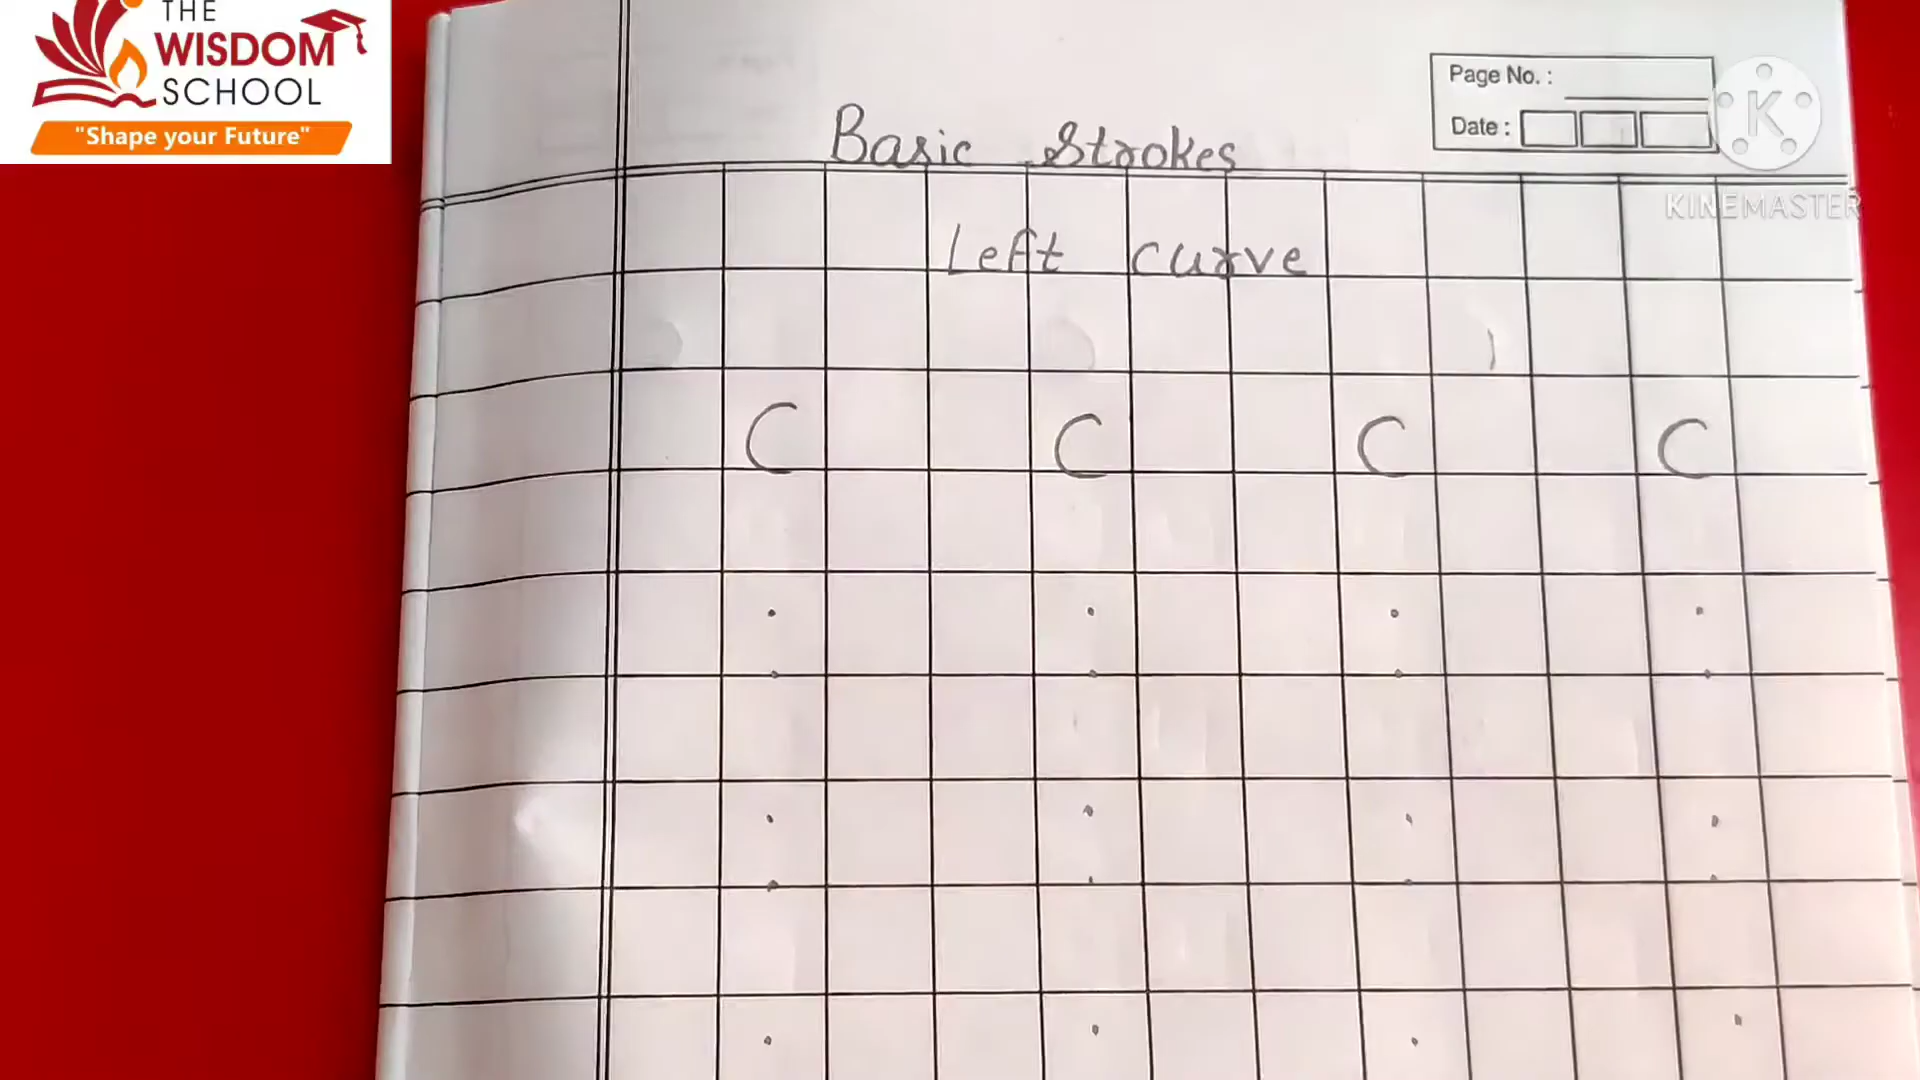 THE
WISDOM
SCHOOL
"Shape your Future"
Page No. :
Date :
K
KINEMASTER
Basic Strokes
Left curve
C C C C